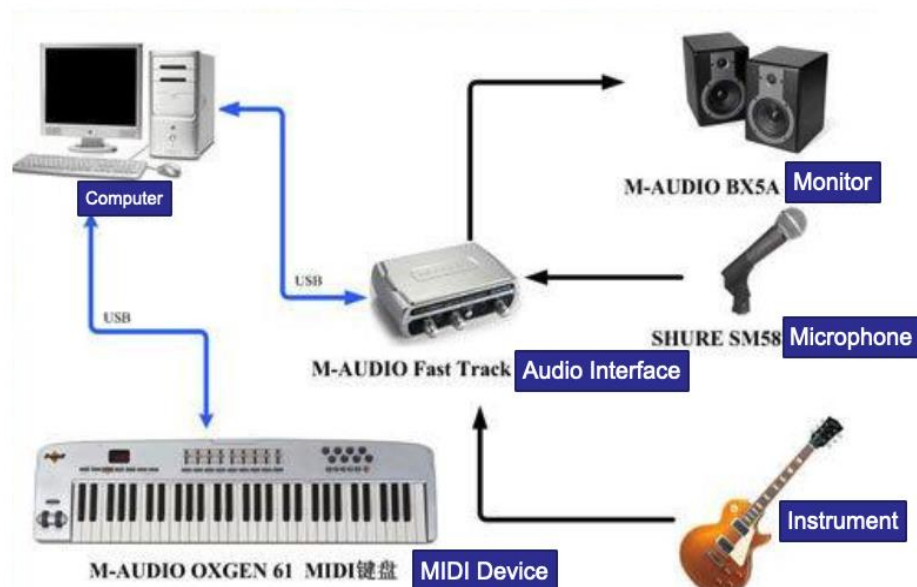 M-AUDIO BX5A Monitor
Computer
USB
USB
SHURE SM58 Microphone
M-AUDIO Fast Track Audio Interface
Instrument
M-AUDIO OXGEN 61 MIDI键盘 MIDI Device